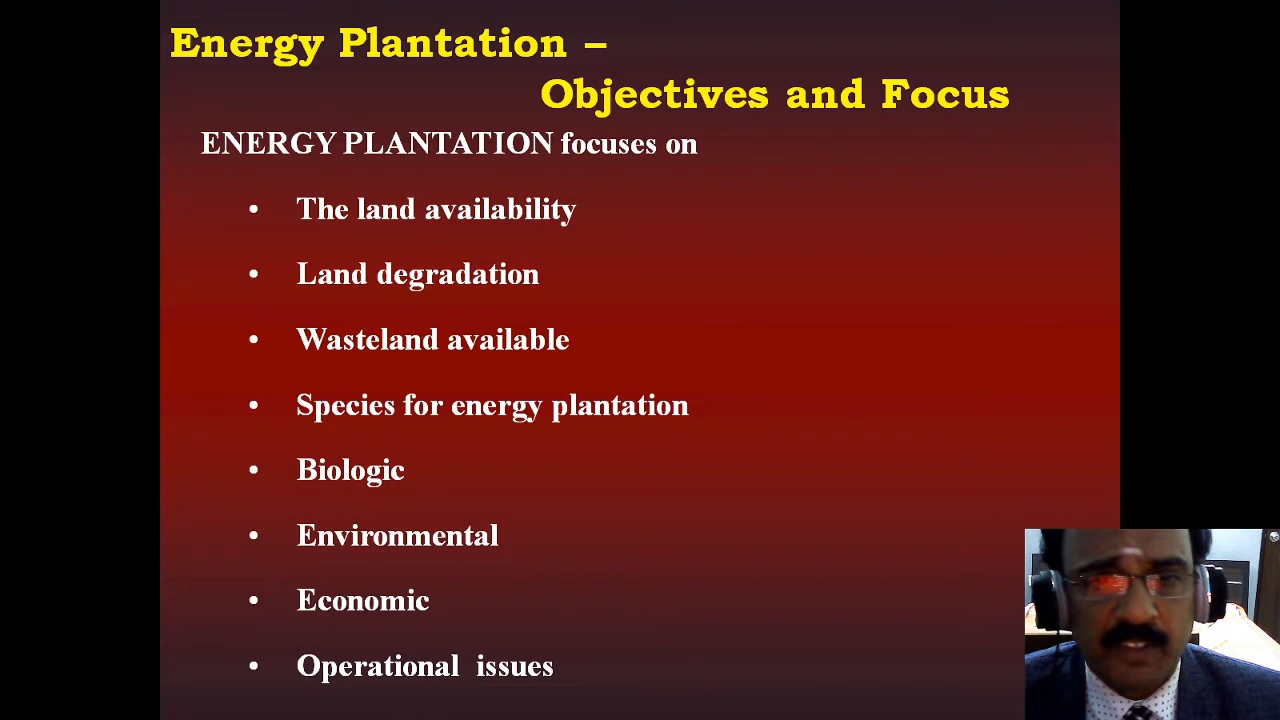 Energy Plantation –
Objectives and Focus
ENERGY PLANTATION focuses on
• The land availability
• Land degradation
• Wasteland available
• Species for energy plantation
• Biologic
• Environmental
• Economic
• Operational issues